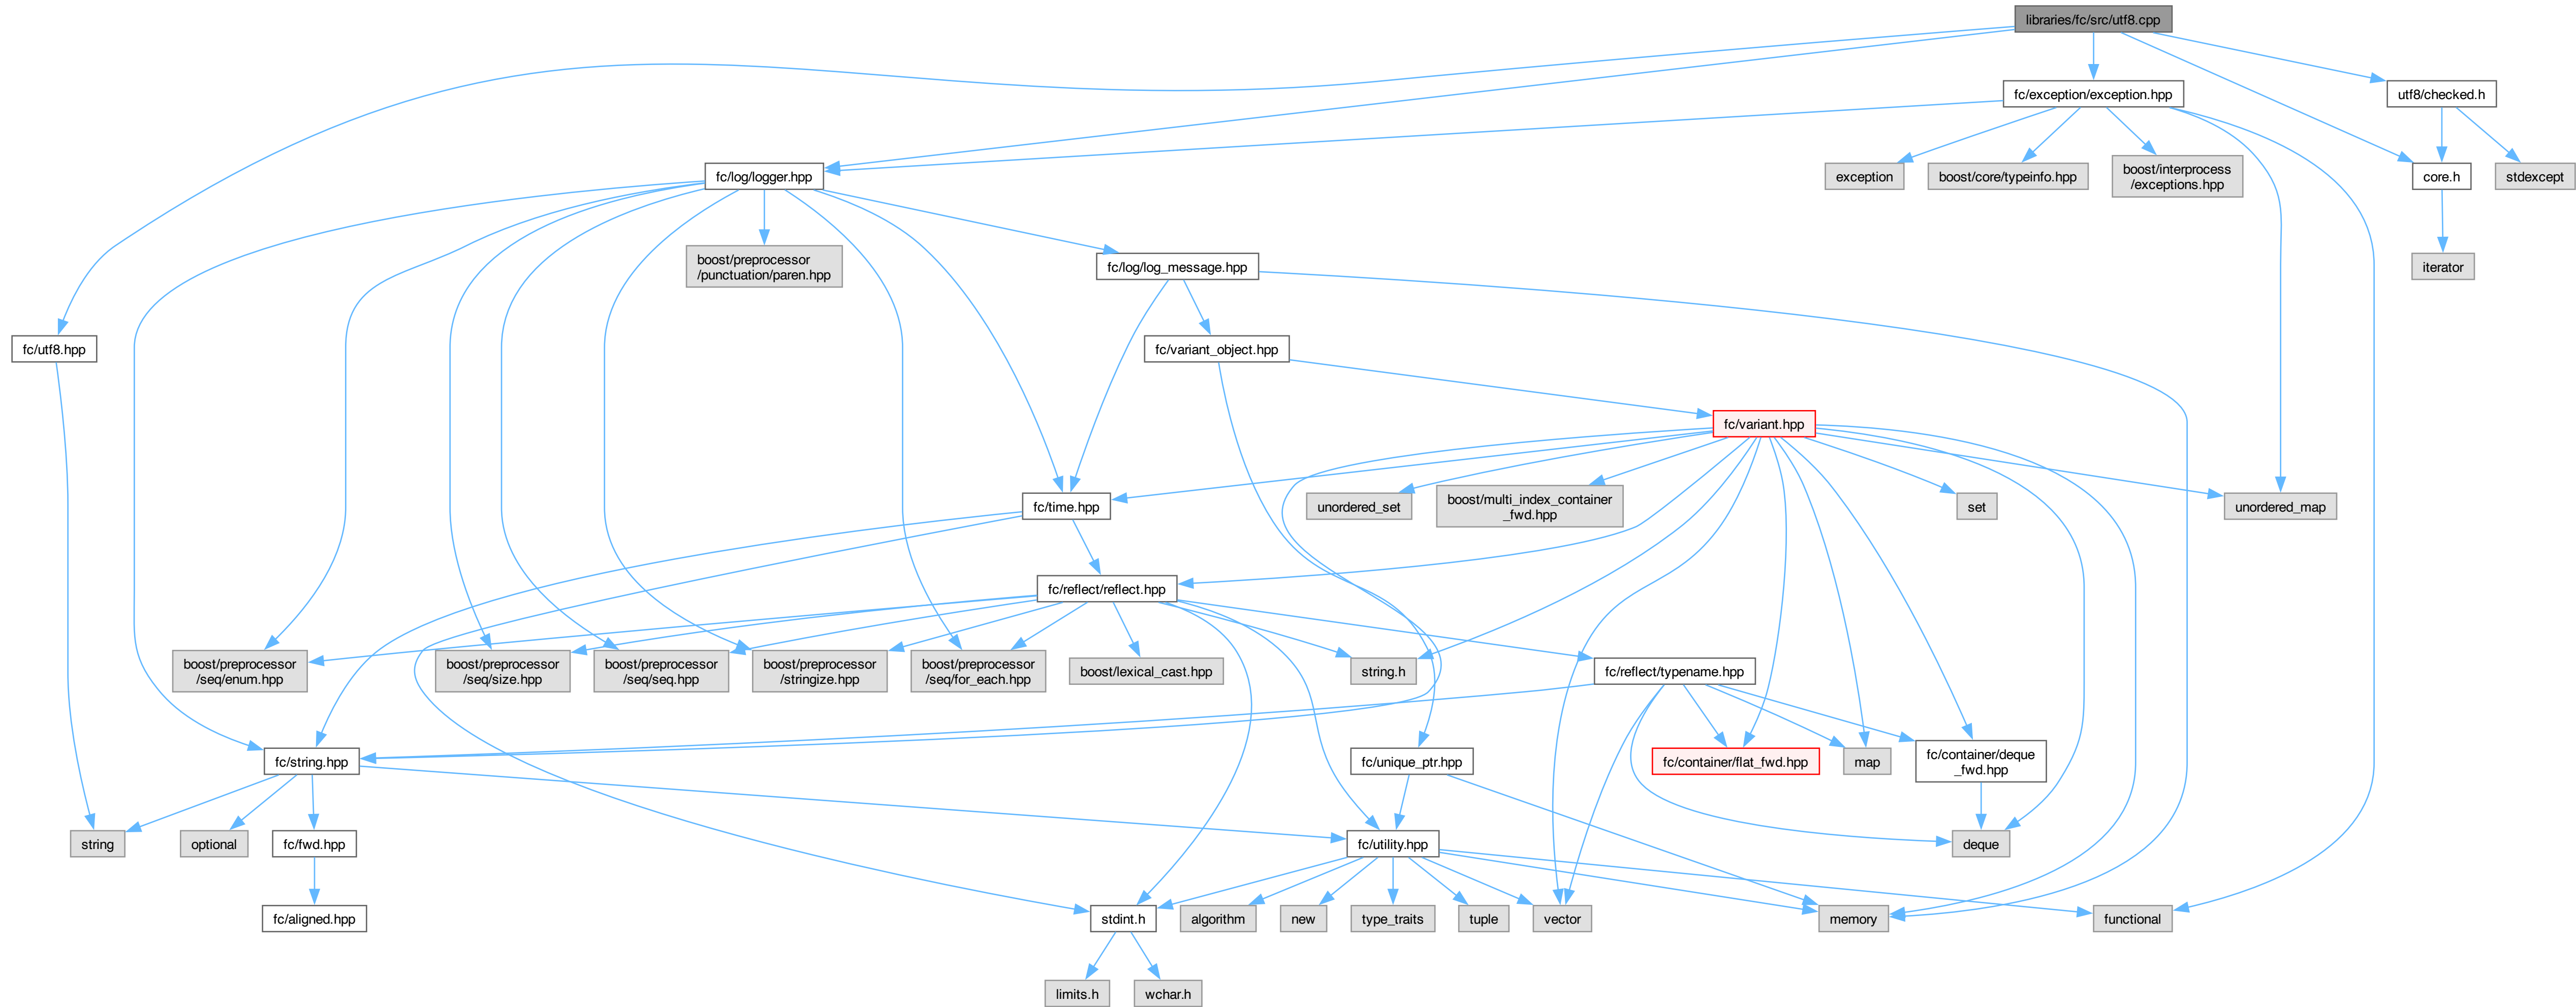 libraries/fc/src/utf8.cpp
fc/exception/exception.hpp
utf8/checked.h
fc/log/logger.hpp
exception
boost/core/typeinfo.hpp
boost/interprocess
/exceptions.hpp
core.h
stdexcept
boost/preprocessor
/punctuation/paren.hpp
fc/log/log_message.hpp
iterator
fc/utf8.hpp
fc/variant_object.hpp
fc/variant.hpp
fc/time.hpp
unordered_set
boost/multi_index_container
_fwd.hpp
set
unordered_map
fc/reflect/reflect.hpp
boost/preprocessor
/seq/enum.hpp
boost/preprocessor
/seq/size.hpp
boost/preprocessor
/seq/seq.hpp
boost/preprocessor
/stringize.hpp
boost/preprocessor
/seq/for_each.hpp
boost/lexical_cast.hpp
string.h
fc/reflect/typename.hpp
fc/string.hpp
fc/unique_ptr.hpp
fc/container/flat_fwd.hpp
map
fc/container/deque
_fwd.hpp
string
optional
fc/fwd.hpp
fc/utility.hpp
deque
fc/aligned.hpp
stdint.h
algorithm
new
type_traits
tuple
vector
memory
functional
limits.h
wchar.h